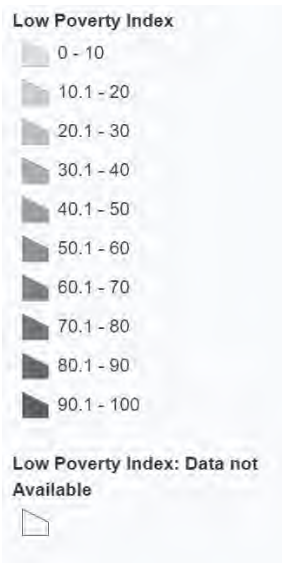 Low Poverty Index
0 - 10
10.1 - 20
20.1 - 30
30.1 - 40
40.1 - 50
50.1 - 60
60.1 - 70
70.1 - 80
80.1 - 90
90.1 - 100
Low Poverty Index: Data not
Available